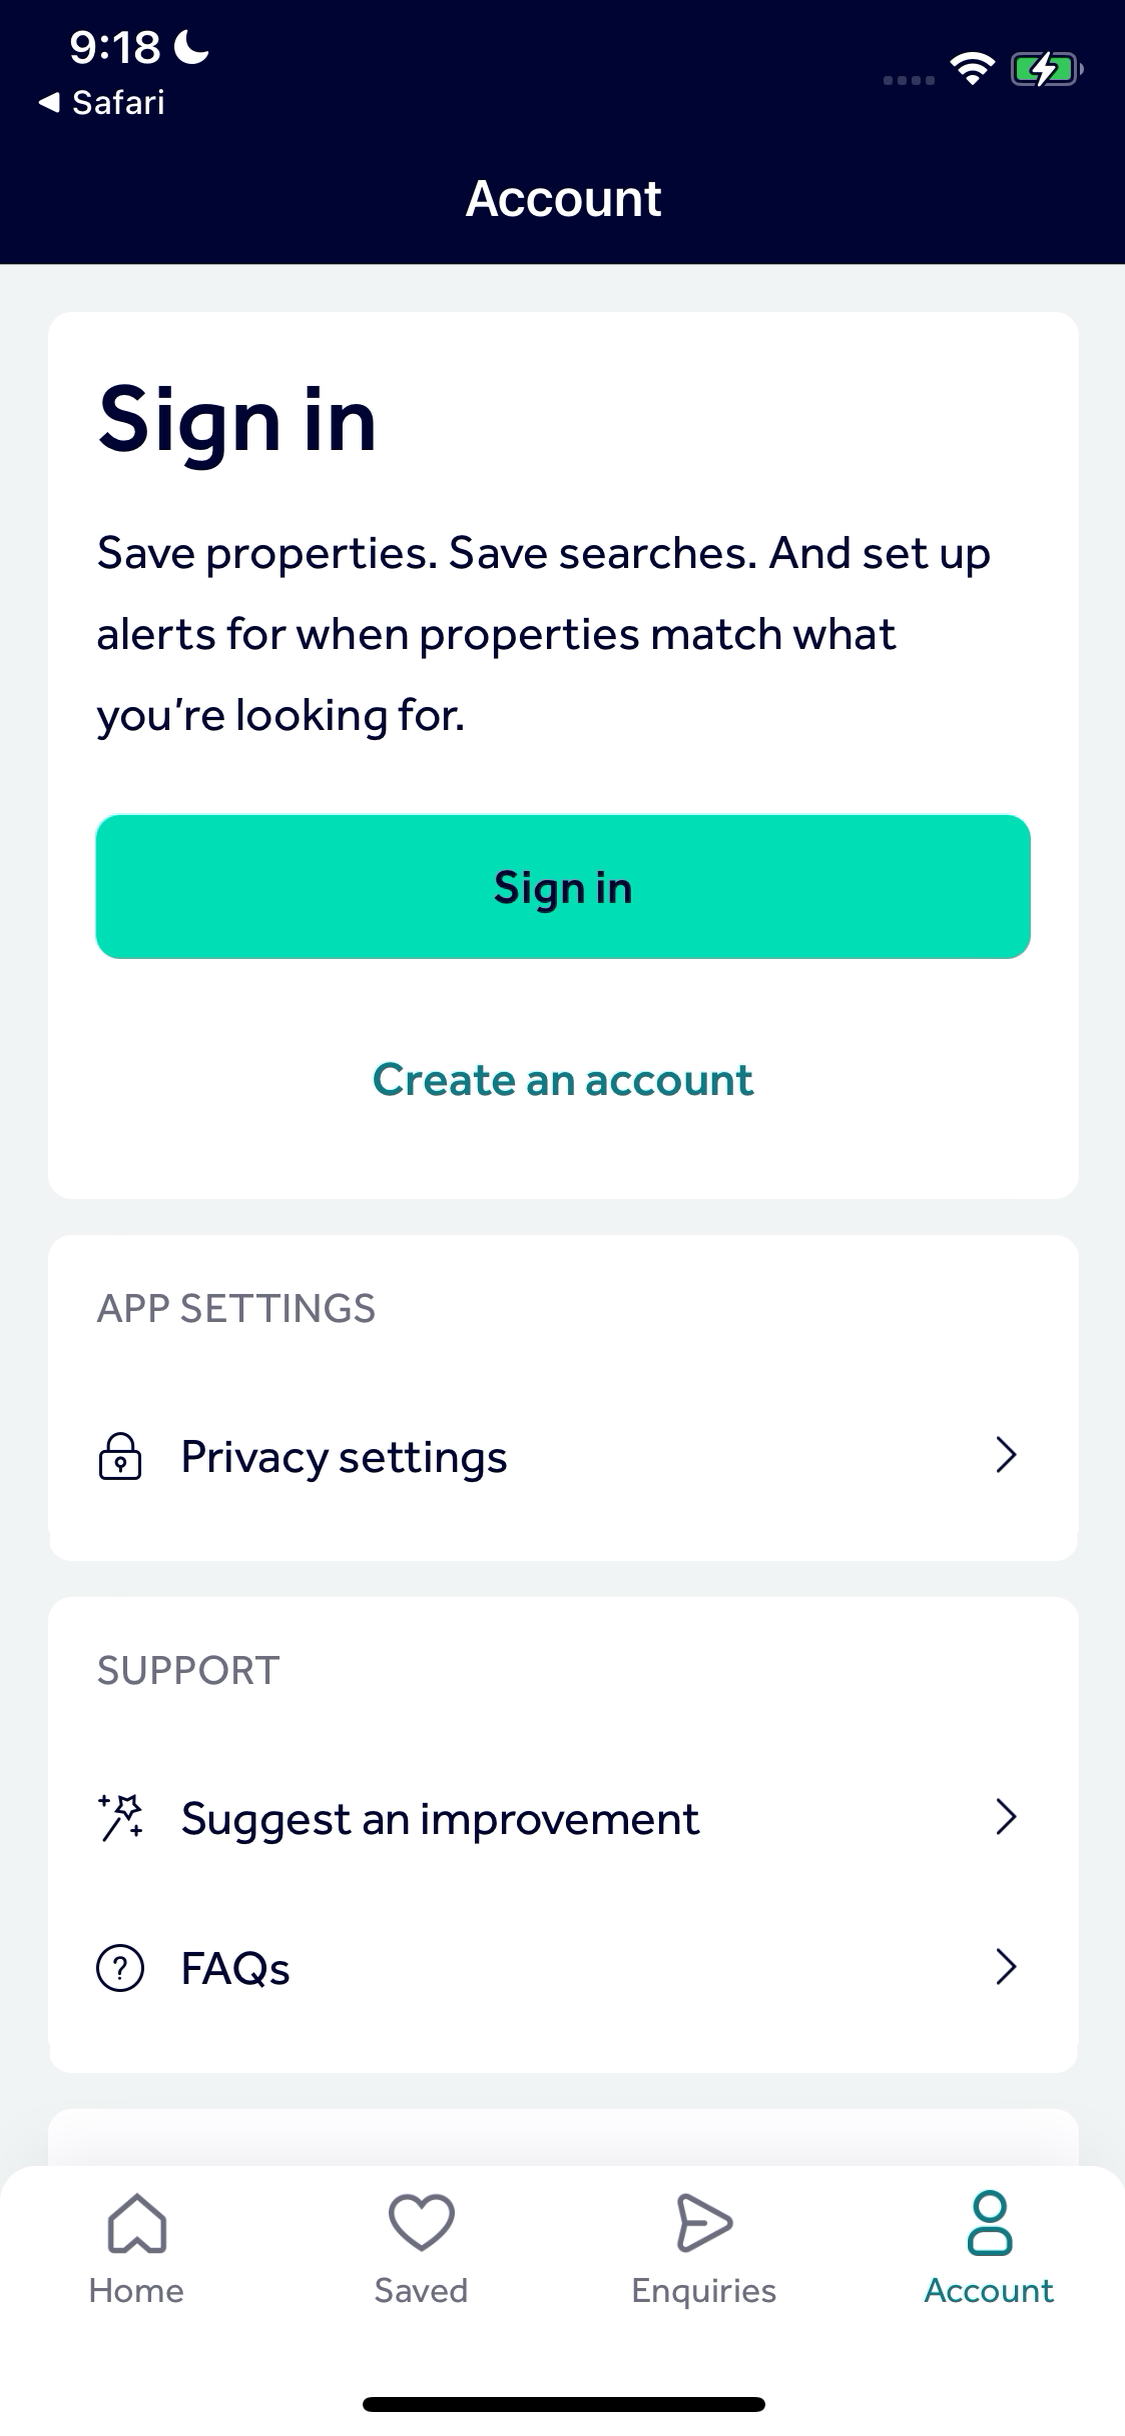 9:18
Safari
Account
Sign in
Save properties. Save searches. And set up
alerts for when properties match what
you’re looking for.
Sign in
Create an account
APP SETTINGS
Privacy settings
SUPPORT
Suggest an improvement
FAQs
Home
Saved
Enquiries
Account